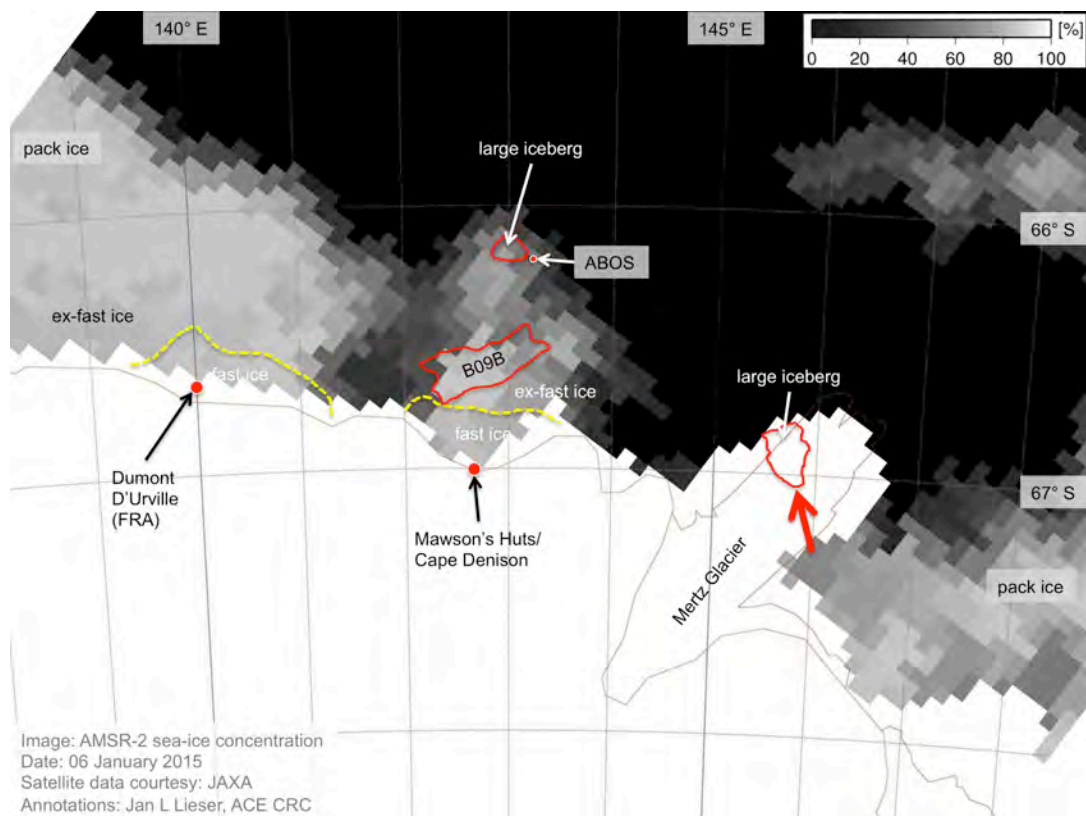 140° E
145° E
[%]
0 20 40 60 80 100
pack ice
large iceberg
66° S
ABOS
ex-fast ice
B09B
large iceberg
fast ice
ex-fast ice
fast ice
67° S
Dumont
D'Urville
(FRA)
Mawson's Huts/
Cape Denison
Mertz Glacier
pack ice
Image: AMSR-2 sea-ice concentration
Date: 06 January 2015
Satellite data courtesy: JAXA
Annotations: Jan L Lieser, ACE CRC